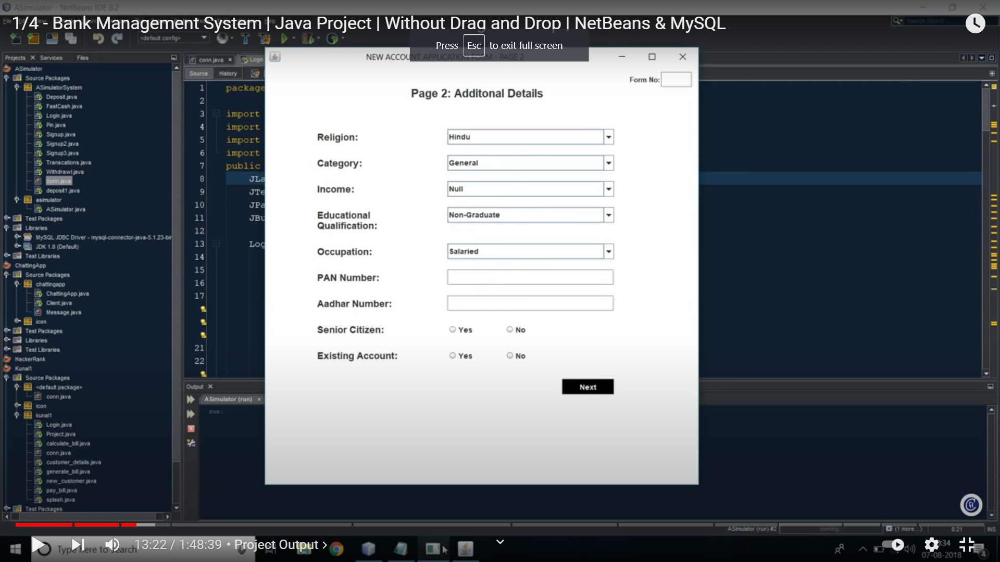 ASimulator - NetBeans IDE 8.2
1/4 - Bank Management System | Java Project | Without Drag and Drop | NetBeans & MySQL
Search (Ctrl+I)
<default config>
Press Esc to exit full screen
Projects
Services
Files
ASimulator
Source Packages
ASimulatorSystem
Deposit.java
FastCash.java
Login.java
Pin.java
Signup.java
Signup2.java
Signup3.java
Transcations.java
Withdrawl.java
conn.java
deposit1.java
asimulator
ASimulator.java
Test Packages
Libraries
MySQL JDBC Driver - mysql-connector-java-5.1.23-bin
JDK 1.8 (Default)
Test Libraries
ChattingApp
Source Packages
chattingapp
ChattingApp.java
Client.java
Message.java
icon
Test Packages
Libraries
Test Libraries
HackerRank
Kunal1
Source Packages
<default package>
conn.java
icon
kunal1
Login.java
Project.java
calculate_bill.java
conn.java
customer_details.java
generate_bill.java
new_customer.java
pay_bill.java
splash.java
Test Packages
conn.java
Login.
Source
History
1 package
2
3 import
4 import
5 import
6 import
7 public
8 JLa
9 JTe
10 JPa
11 JBu
12
13 Log
14
15
16
17
21
22
NEW ACCOUNT APPLICATION FORM - PAGE 2
Form No:
Page 2: Additonal Details
Religion: Hindu
Category: General
Income: Null
Educational Non-Graduate
Qualification:
Occupation: Salaried
PAN Number:
Aadhar Number:
Senior Citizen: Yes No
Existing Account: Yes No
Next
Output
ASimulator (run)
run:
ASimulator (run) #2
running...
(1 more...)
8:21
INS
Type here to search
13:22 / 1:48:39 • Project Output
:34
07-08-2018
4